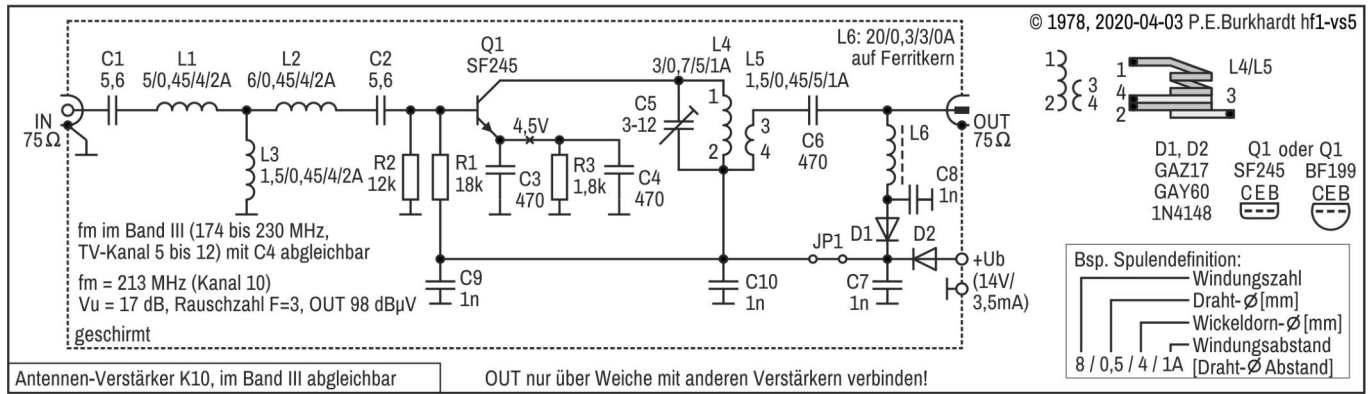 © 1978, 2020-04-03 P.E.Burkhardt hf1-vs5
C1
5,6
L1
5/0,45/4/2A
L2
6/0,45/4/2A
C2
5,6
Q1
SF245
L4
3/0,7/5/1A
L5
1,5/0,45/5/1A
L6: 20/0,3/3/0A
auf Ferritkern
IN
75Ω
L3
1,5/0,45/4/2A
R2
12k
R1
18k
4,5V
C3
470
R3
1,8k
C4
470
C5
3-12
1
2
3
4
C6
470
L6
OUT
75Ω
C8
1n
D1
D2
JP1
+Ub
(14V/
3,5mA)
C9
1n
C10
1n
C7
1n
fm im Band III (174 bis 230 MHz,
TV-Kanal 5 bis 12) mit C4 abgleichbar
fm = 213 MHz (Kanal 10)
Vu = 17 dB, Rauschzahl F=3, OUT 98 dBµV
geschirmt
Antennen-Verstärker K10, im Band III abgleichbar
OUT nur über Weiche mit anderen Verstärkern verbinden!
1
2
3
4
1
4
2
3
L4/L5
D1, D2
GAZ17
GAY60
1N4148
Q1 oder Q1
SF245 BF199
CEB CEB
Bsp. Spulendefinition:
Windungszahl
Draht-Ø [mm]
Wickeldorn-Ø [mm]
Windungsabstand
8 / 0,5 / 4 / 1A [Draht-Ø Abstand]